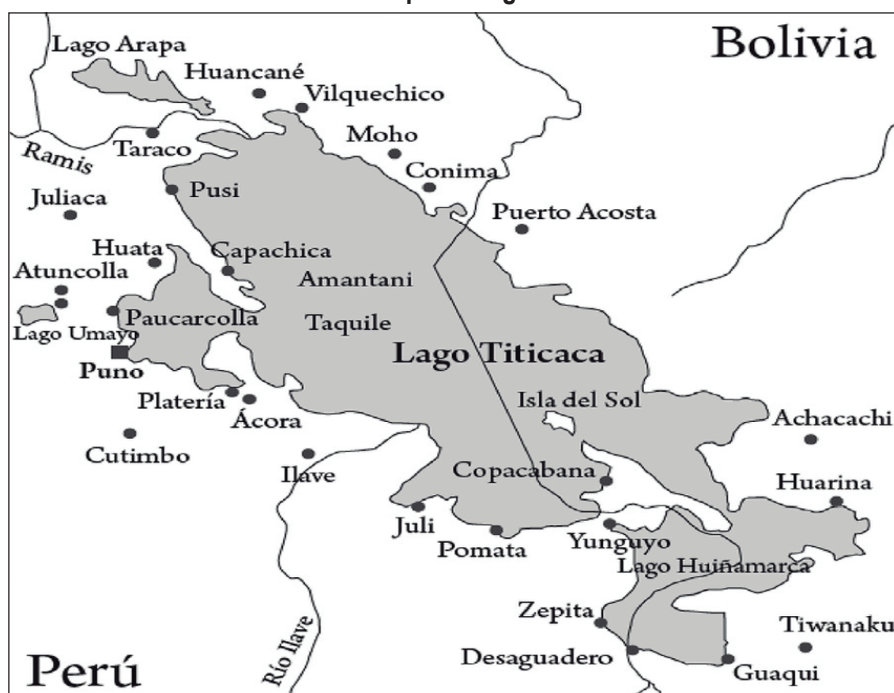 Bolivia
Lago Arapa
Huancané
Vilquechico
Moho
Taraco
Ramis
Conima
Pusi
Juliaca
Puerto Acosta
Huata
Capachica
Atuncolla
Amantani
Paucarcolla
Taquile
Lago Umayo
Lago Titicaca
Puno
Isla del Sol
Platería
Ácora
Achacachi
Cutimbo
Ilave
Copacabana
Huarina
Juli
Pomata
Yunguyo
Lago Huiñamarca
Zepita
Tiwanaku
Río Ilave
Desaguadero
Guaqui
Perú